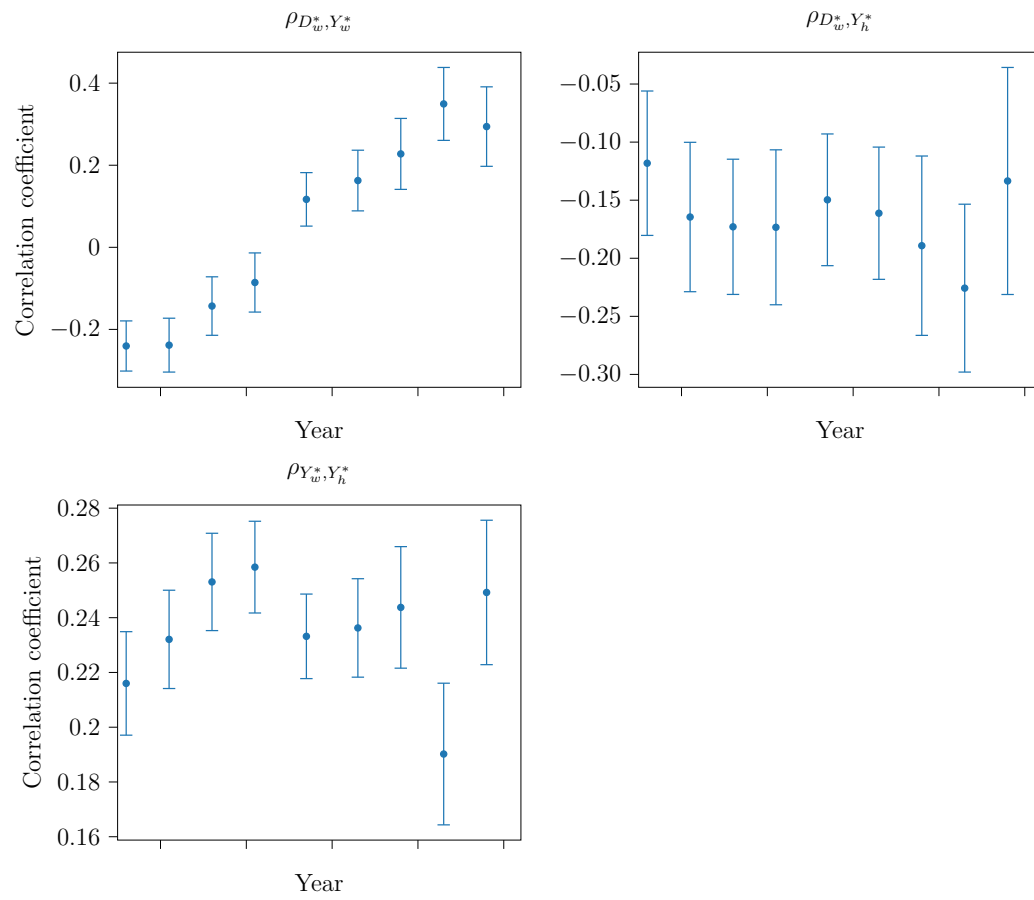 ρ_{D_w^*,Y_w^*}
Correlation coefficient
0.4
0.2
0
−0.2
Year
ρ_{D_w^*,Y_h^*}
−0.05
−0.10
−0.15
−0.20
−0.25
−0.30
Year
ρ_{Y_w^*,Y_h^*}
Correlation coefficient
0.28
0.26
0.24
0.22
0.2
0.18
0.16
Year